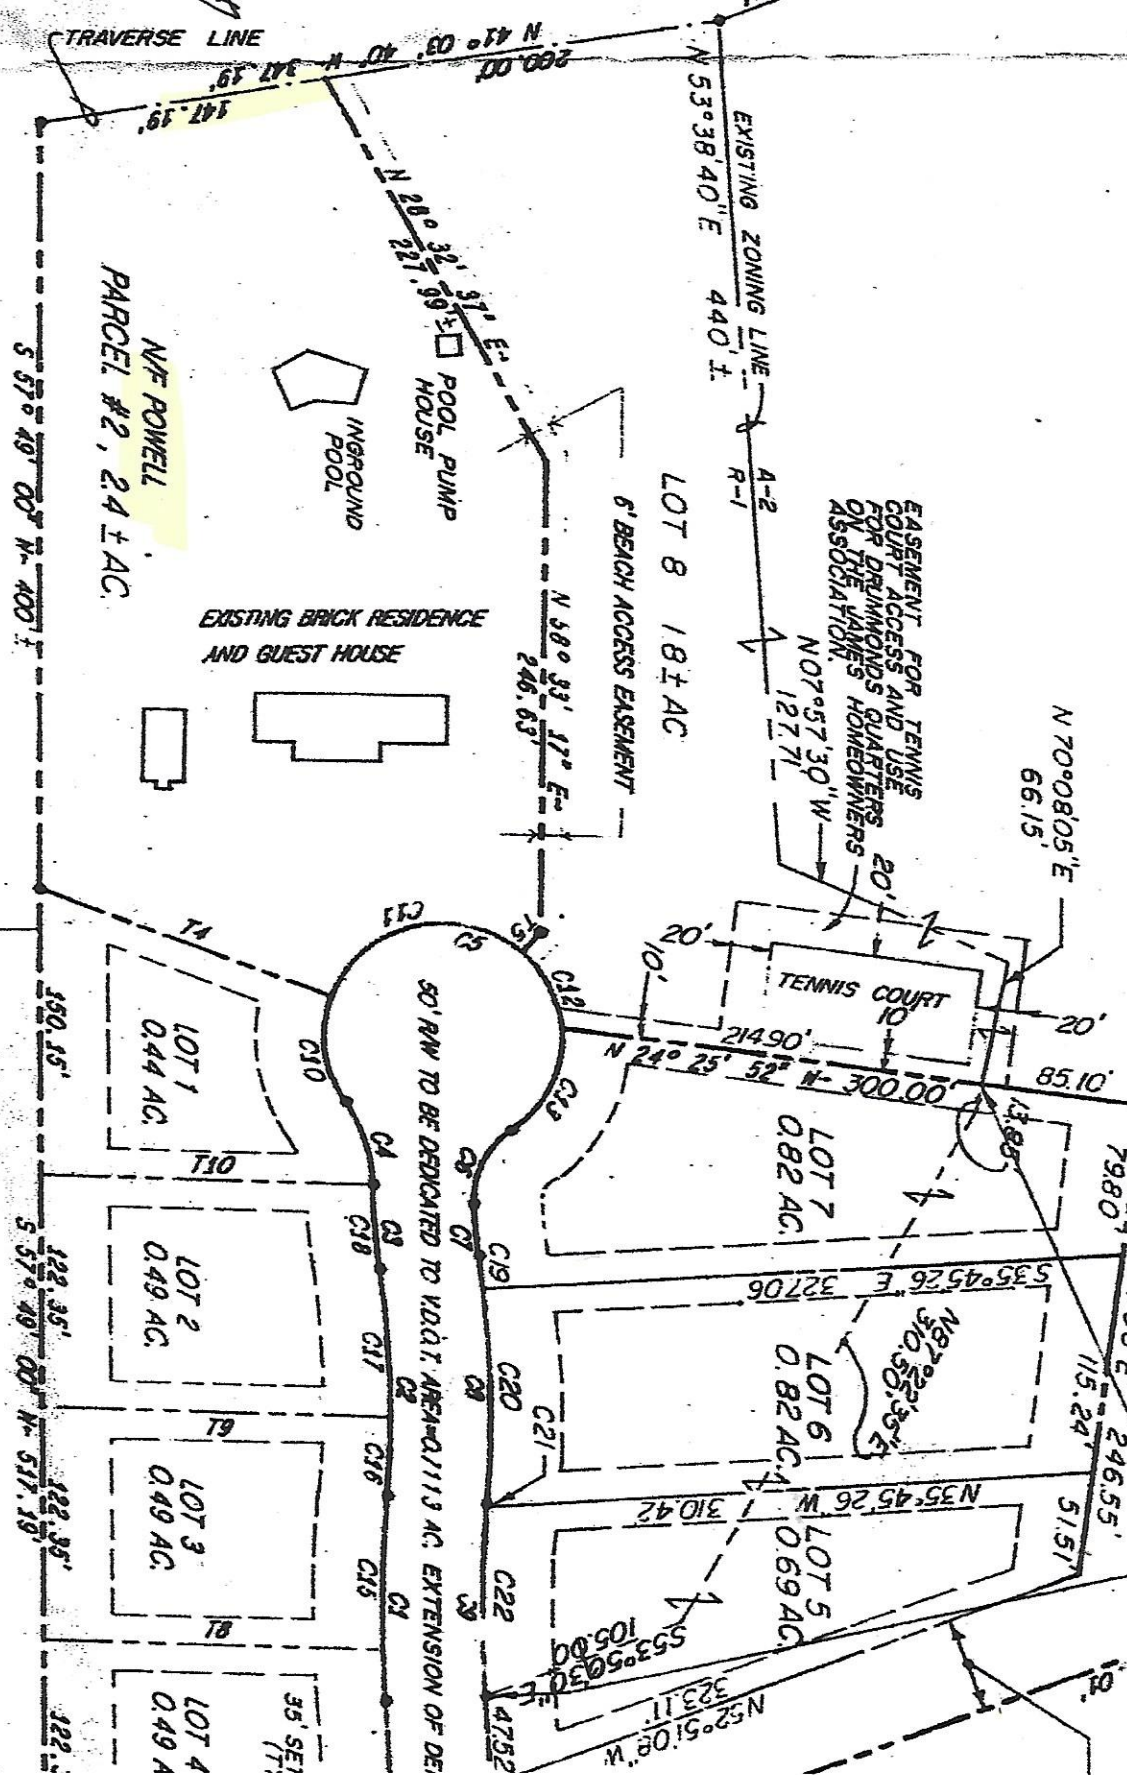 TRAVERSE LINE
N 41° 03' 40" W- 347.19'
200.00'
147.19'
N 53°38'40"E 440'±
EXISTING ZONING LINE
A-2
R-1
N 28° 32' 37" E-
227.99'±
POOL PUMP
HOUSE
INGROUND
POOL
N/F POWELL
PARCEL #2, 2.4 ± AC.
S 57° 49' 00" W- 400'±
EXISTING BRICK RESIDENCE
AND GUEST HOUSE
6' BEACH ACCESS EASEMENT
LOT 8 1.8± AC
N 58° 33' 17" E-
246.63'
EASEMENT FOR TENNIS
COURT ACCESS AND USE
FOR DRUMMONDS QUARTERS
ON THE JAMES HOMEOWNERS
ASSOCIATION.
N07°57'30"W
127.71'
N 70°08'05"E
66.15'
20'
20'
10'
TENNIS COURT
10'
20'
214.90'
N 24° 25' 52" W- 300.00'
85.10'
13.85
79.80'
T4
T5
C11
C5
C12
C10
C13
C4
C6
C7
C19
C3
C18
C17
C2
C20
C21
C16
C15
C1
C22
50' R/W TO BE DEDICATED TO V.D.O.T. AREA=0.1113 AC. EXTENSION OF
LOT 1
0.44 AC.
150.15'
T10
LOT 2
0.49 AC.
122.35'
S 57° 49' 00" W- 517.19'
T9
LOT 3
0.49 AC.
122.35'
T8
LOT 4
0.49 A
35' SE
(T
122.
LOT 7
0.82 AC.
S35°45'26"E 327.06
LOT 6
0.82 AC.
N87°22'35"E
310.50
115.24'
246.55'
N35°45'26"W 310.42
51.51'
LOT 5
0.69 AC.
S53°50'30"E
105.00
N52°51'08"W
323.11'
47.52
.01'